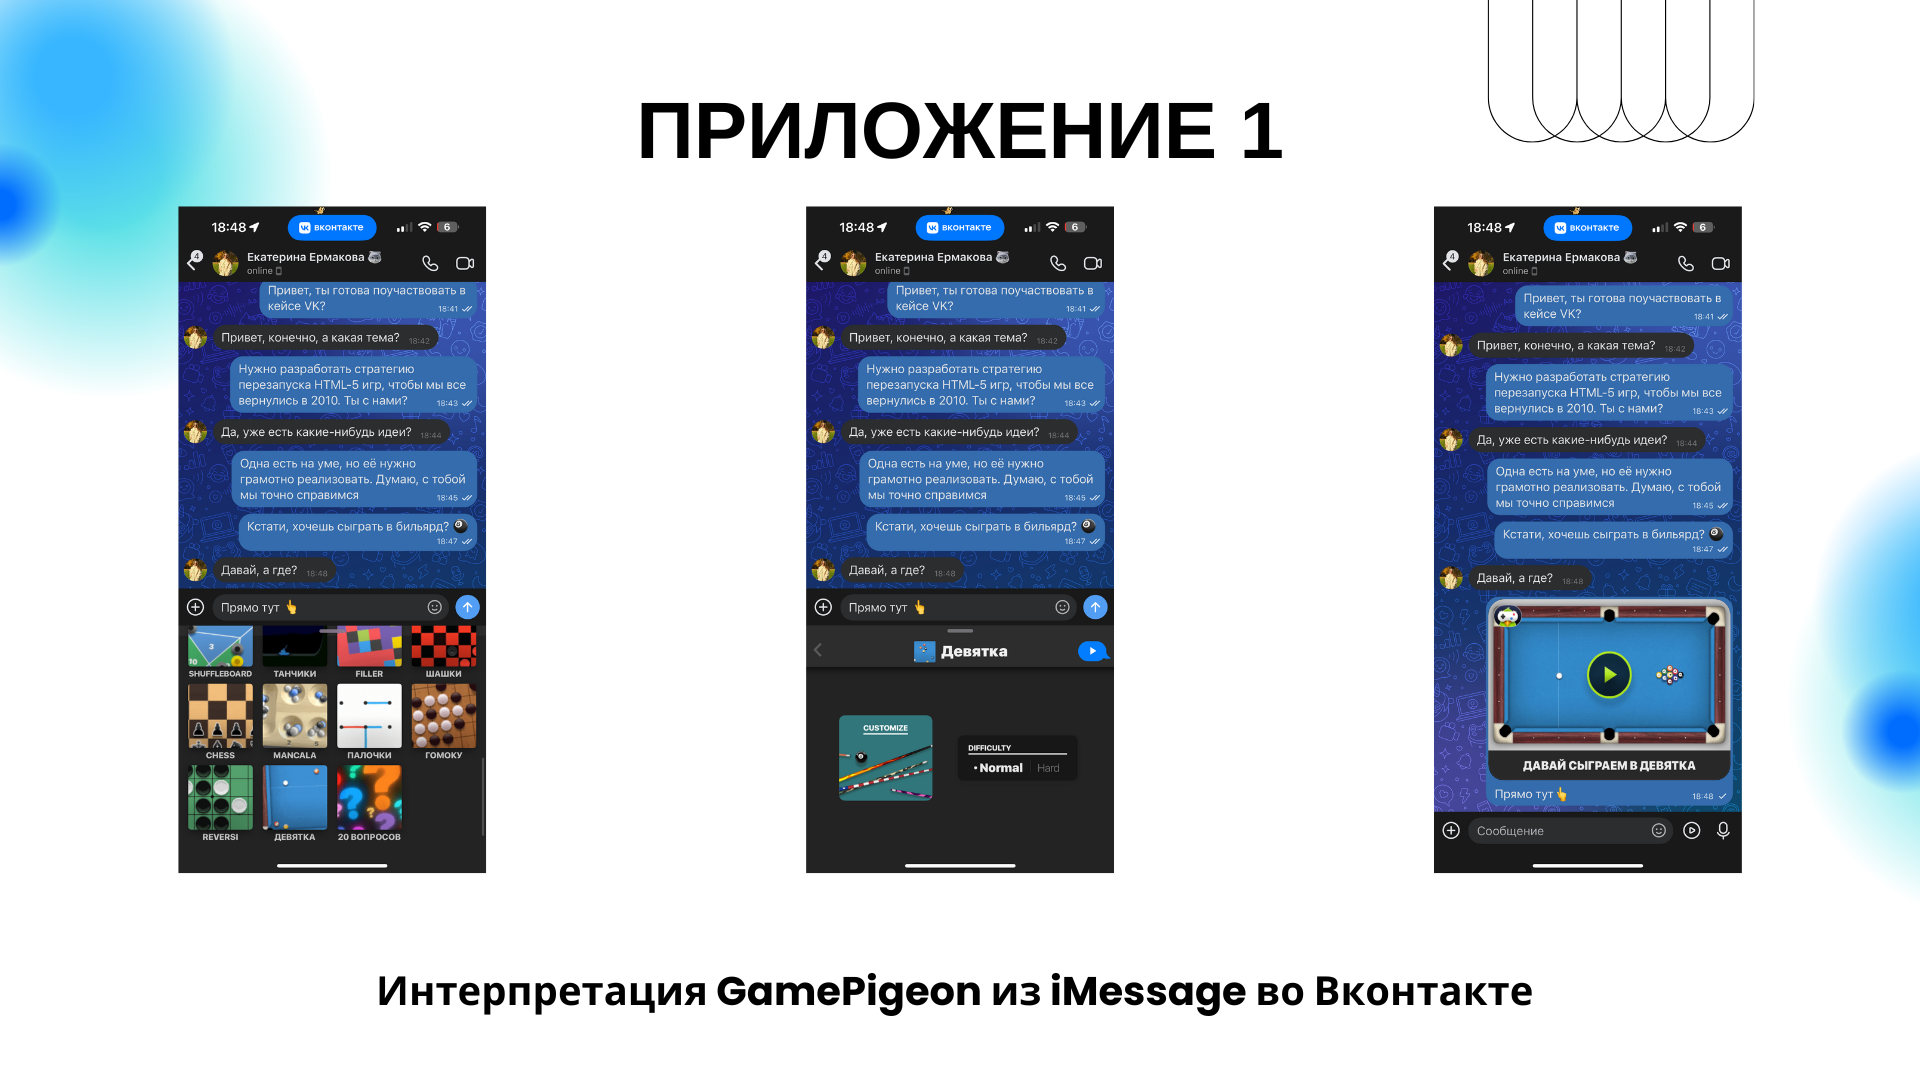 ПРИЛОЖЕНИЕ 1
18:48
вконтакте
6
4
Екатерина Ермакова
online
Привет, ты готова поучаствовать в
кейсе VK?
18:41
Привет, конечно, а какая тема?
18:42
Нужно разработать стратегию
перезапуска HTML-5 игр, чтобы мы все
вернулись в 2010. Ты с нами?
18:43
Да, уже есть какие-нибудь идеи?
18:44
Одна есть на уме, но её нужно
грамотно реализовать. Думаю, с тобой
мы точно справимся
18:45
Кстати, хочешь сыграть в бильярд? 🎱
18:47
Давай, а где?
18:48
Прямо тут 👆
3
10
SHUFFLEBOARD
ТАНЧИКИ
FILLER
ШАШКИ
CHESS
MANCALA
ПАЛОЧКИ
ГОМОКУ
REVERSI
ДЕВЯТКА
20 ВОПРОСОВ
18:48
вконтакте
6
4
Екатерина Ермакова
online
Привет, ты готова поучаствовать в
кейсе VK?
18:41
Привет, конечно, а какая тема?
18:42
Нужно разработать стратегию
перезапуска HTML-5 игр, чтобы мы все
вернулись в 2010. Ты с нами?
18:43
Да, уже есть какие-нибудь идеи?
18:44
Одна есть на уме, но её нужно
грамотно реализовать. Думаю, с тобой
мы точно справимся
18:45
Кстати, хочешь сыграть в бильярд? 🎱
18:47
Давай, а где?
18:48
Прямо тут 👆
Девятка
CUSTOMIZE
DIFFICULTY
• Normal
Hard
18:48
вконтакте
6
4
Екатерина Ермакова
online
Привет, ты готова поучаствовать в
кейсе VK?
18:41
Привет, конечно, а какая тема?
18:42
Нужно разработать стратегию
перезапуска HTML-5 игр, чтобы мы все
вернулись в 2010. Ты с нами?
18:43
Да, уже есть какие-нибудь идеи?
18:44
Одна есть на уме, но её нужно
грамотно реализовать. Думаю, с тобой
мы точно справимся
18:45
Кстати, хочешь сыграть в бильярд? 🎱
18:47
Давай, а где?
18:48
ДАВАЙ СЫГРАЕМ В ДЕВЯТКА
Прямо тут👆
18:48
Сообщение
Интерпретация GamePigeon из iMessage во Вконтакте